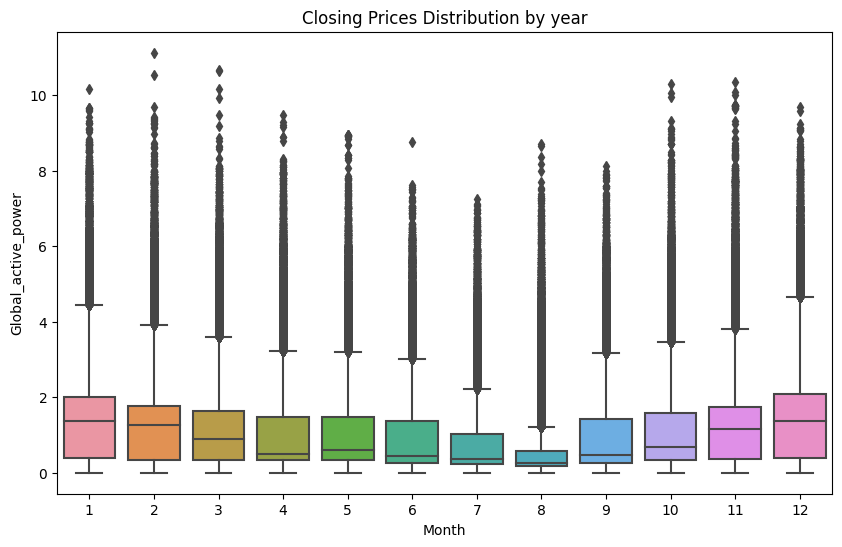 Closing Prices Distribution by year
Global_active_power
10
8
6
4
2
0
1 2 3 4 5 6 7 8 9 10 11 12
Month